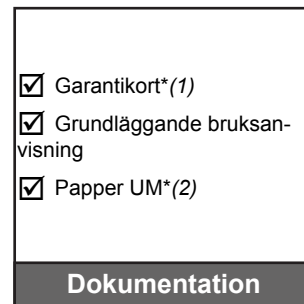 ☑ Garantikort*(1)
☑ Grundläggande bruksan-
visning
☑ Papper UM*(2)
Dokumentation